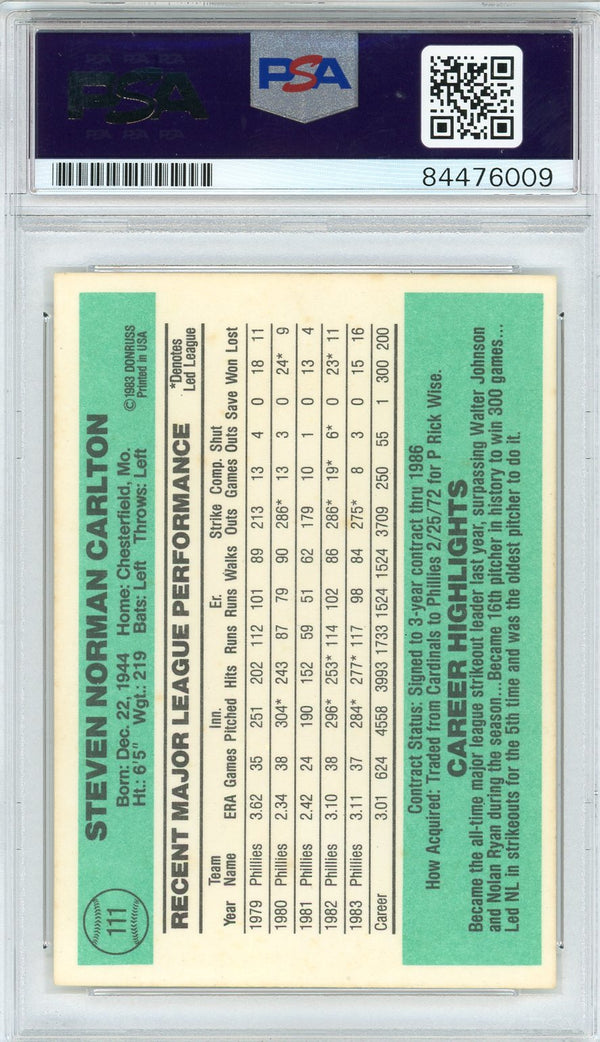 PSA
PSA
84476009
111
STEVEN NORMAN CARLTON
Born: Dec. 22, 1944 Home: Chesterfield, Mo.
Ht.: 6'5" Wgt.: 219 Bats: Left Throws: Left
©1983 DONRUSS
Printed in USA
RECENT MAJOR LEAGUE PERFORMANCE
*Denotes
Led League
Year Team Name ERA Games Inn. Pitched Hits Runs Er. Runs Walks Strike Outs Comp. Games Shut Outs Save Won Lost
1979 Phillies 3.62 35 251 202 112 101 89 213 13 4 0 18 11
1980 Phillies 2.34 38 304* 243 87 79 90 286* 13 3 0 24* 9
1981 Phillies 2.42 24 190 152 59 51 62 179 10 1 0 13 4
1982 Phillies 3.10 38 296* 253* 114 102 86 286* 19* 6* 0 23* 11
1983 Phillies 3.11 37 284* 277* 117 98 84 275* 8 3 0 15 16
Career 3.01 624 4558 3993 1733 1524 1524 3709 250 55 1 300 200
Contract Status: Signed to 3-year contract thru 1986
How Acquired: Traded from Cardinals to Phillies 2/25/72 for P Rick Wise.
CAREER HIGHLIGHTS
Became the all-time major league strikeout leader last year, surpassing Walter Johnson
and Nolan Ryan during the season... Became 16th pitcher in history to win 300 games...
Led NL in strikeouts for the 5th time and was the oldest pitcher to do it.